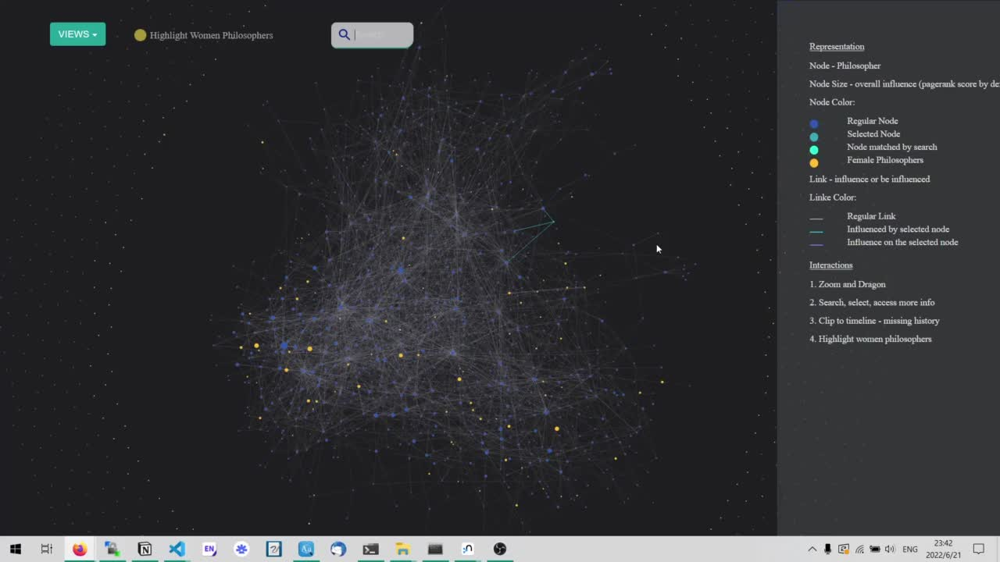 VIEWS
Highlight Women Philosophers
Representation
Node - Philosopher
Node Size - overall influence (pagerank score by de
Node Color:
Regular Node
Selected Node
Node matched by search
Female Philosophers
Link - influence or be influenced
Linke Color:
Regular Link
Influenced by selected node
Influence on the selected node
Interactions
1. Zoom and Dragon
2. Search, select, access more info
3. Clip to timeline - missing history
4. Highlight women philosophers
EN
Au
ENG
23:42
2022/6/21